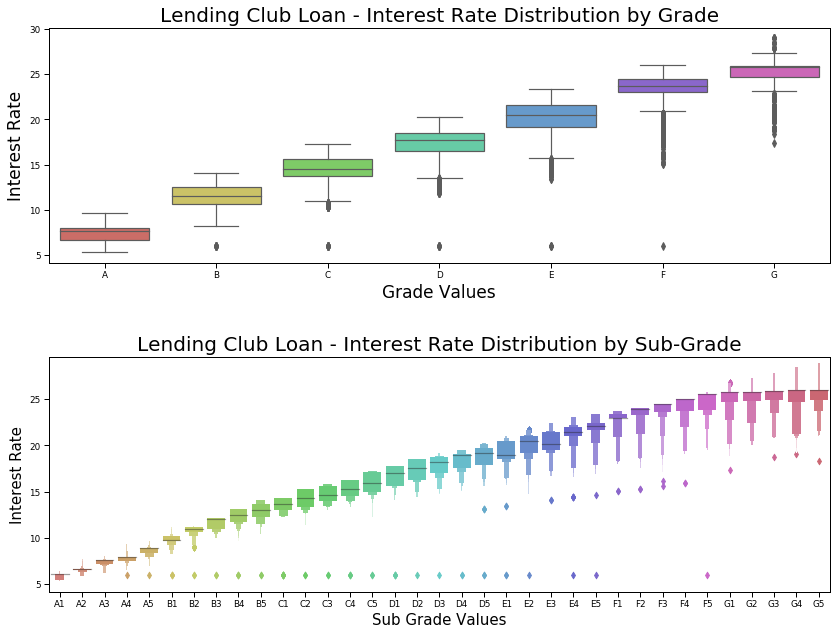 Lending Club Loan - Interest Rate Distribution by Grade
30
25
20
15
10
5
Interest Rate
A B C D E F G
Grade Values
Lending Club Loan - Interest Rate Distribution by Sub-Grade
25
20
15
10
5
Interest Rate
A1 A2 A3 A4 A5 B1 B2 B3 B4 B5 C1 C2 C3 C4 C5 D1 D2 D3 D4 D5 E1 E2 E3 E4 E5 F1 F2 F3 F4 F5 G1 G2 G3 G4 G5
Sub Grade Values